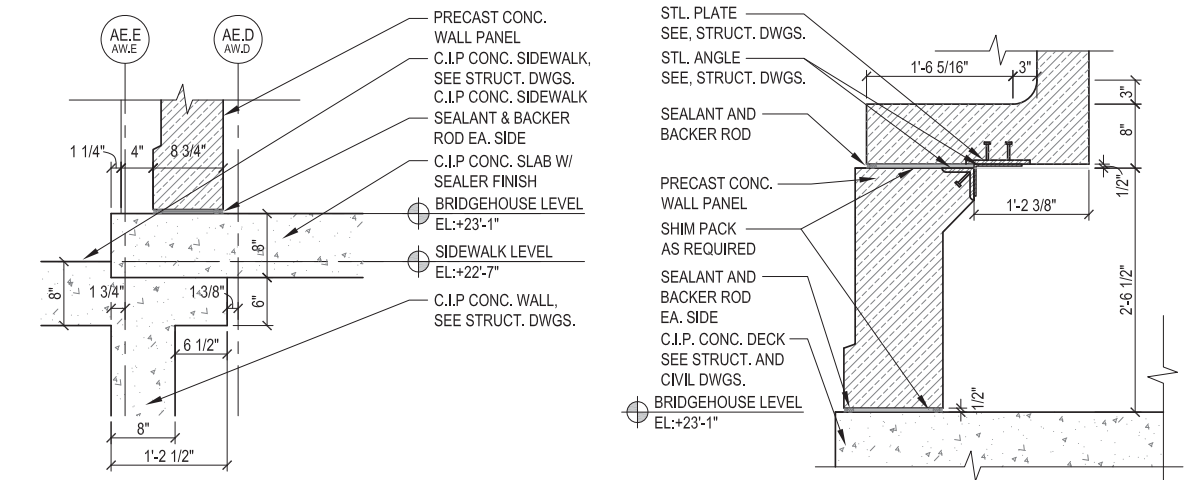 AE.E
AW.E
AE.D
AW.D
PRECAST CONC.
WALL PANEL
C.I.P CONC. SIDEWALK,
SEE STRUCT. DWGS.
C.I.P CONC. SIDEWALK
SEALANT & BACKER
ROD EA. SIDE
C.I.P CONC. SLAB W/
SEALER FINISH
BRIDGEHOUSE LEVEL
EL:+23'-1"
SIDEWALK LEVEL
EL:+22'-7"
C.I.P CONC. WALL,
SEE STRUCT. DWGS.
1 1/4"
4"
8 3/4"
8"
8"
1 3/4"
1 3/8"
6"
6 1/2"
8"
1'-2 1/2"
STL. PLATE
SEE, STRUCT. DWGS.
STL. ANGLE
SEE, STRUCT. DWGS.
SEALANT AND
BACKER ROD
PRECAST CONC.
WALL PANEL
SHIM PACK
AS REQUIRED
SEALANT AND
BACKER ROD
EA. SIDE
C.I.P. CONC. DECK
SEE STRUCT. AND
CIVIL DWGS.
BRIDGEHOUSE LEVEL
EL:+23'-1"
1'-6 5/16"
3"
3"
8"
1/2"
1'-2 3/8"
2'-6 1/2"
1/2"